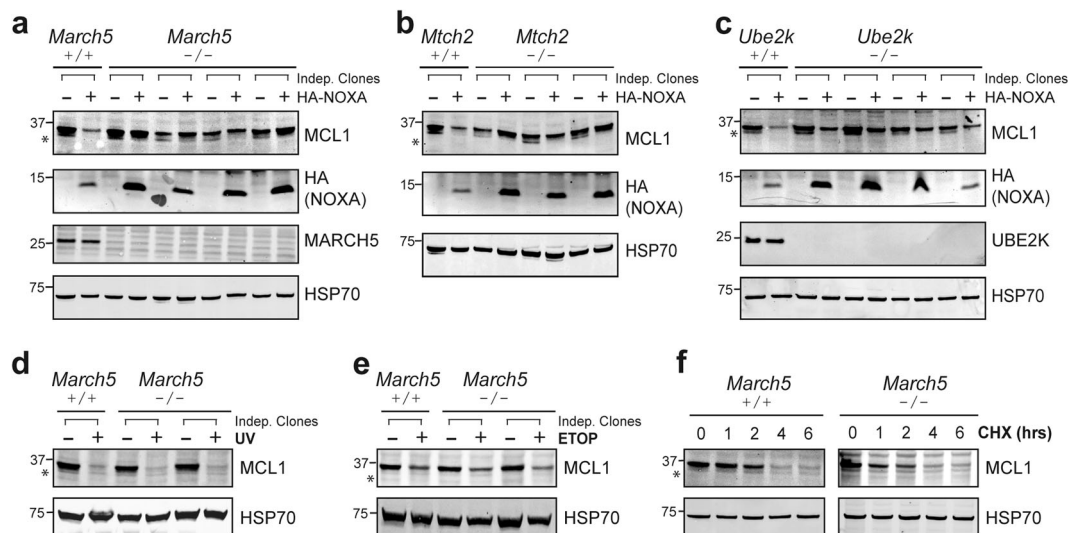 a
March5 March5
+/+ −/−
Indep. Clones
− + − + − + − + − + HA-NOXA
37
* MCL1
15 HA
(NOXA)
25 MARCH5
75 HSP70
b
Mtch2 Mtch2
+/+ −/−
Indep. Clones
− + − + − + − + HA-NOXA
37
* MCL1
15 HA
(NOXA)
75 HSP70
c
Ube2k Ube2k
+/+ −/−
Indep. Clones
− + − + − + − + − + HA-NOXA
37
* MCL1
15 HA
(NOXA)
25 UBE2K
75 HSP70
d
March5 March5
+/+ −/−
Indep. Clones
− + − + − + UV
37
* MCL1
75 HSP70
e
March5 March5
+/+ −/−
Indep. Clones
− + − + − + ETOP
37
* MCL1
75 HSP70
f
March5 March5
+/+ −/−
0 1 2 4 6 0 1 2 4 6 CHX (hrs)
37
* MCL1
75 HSP70